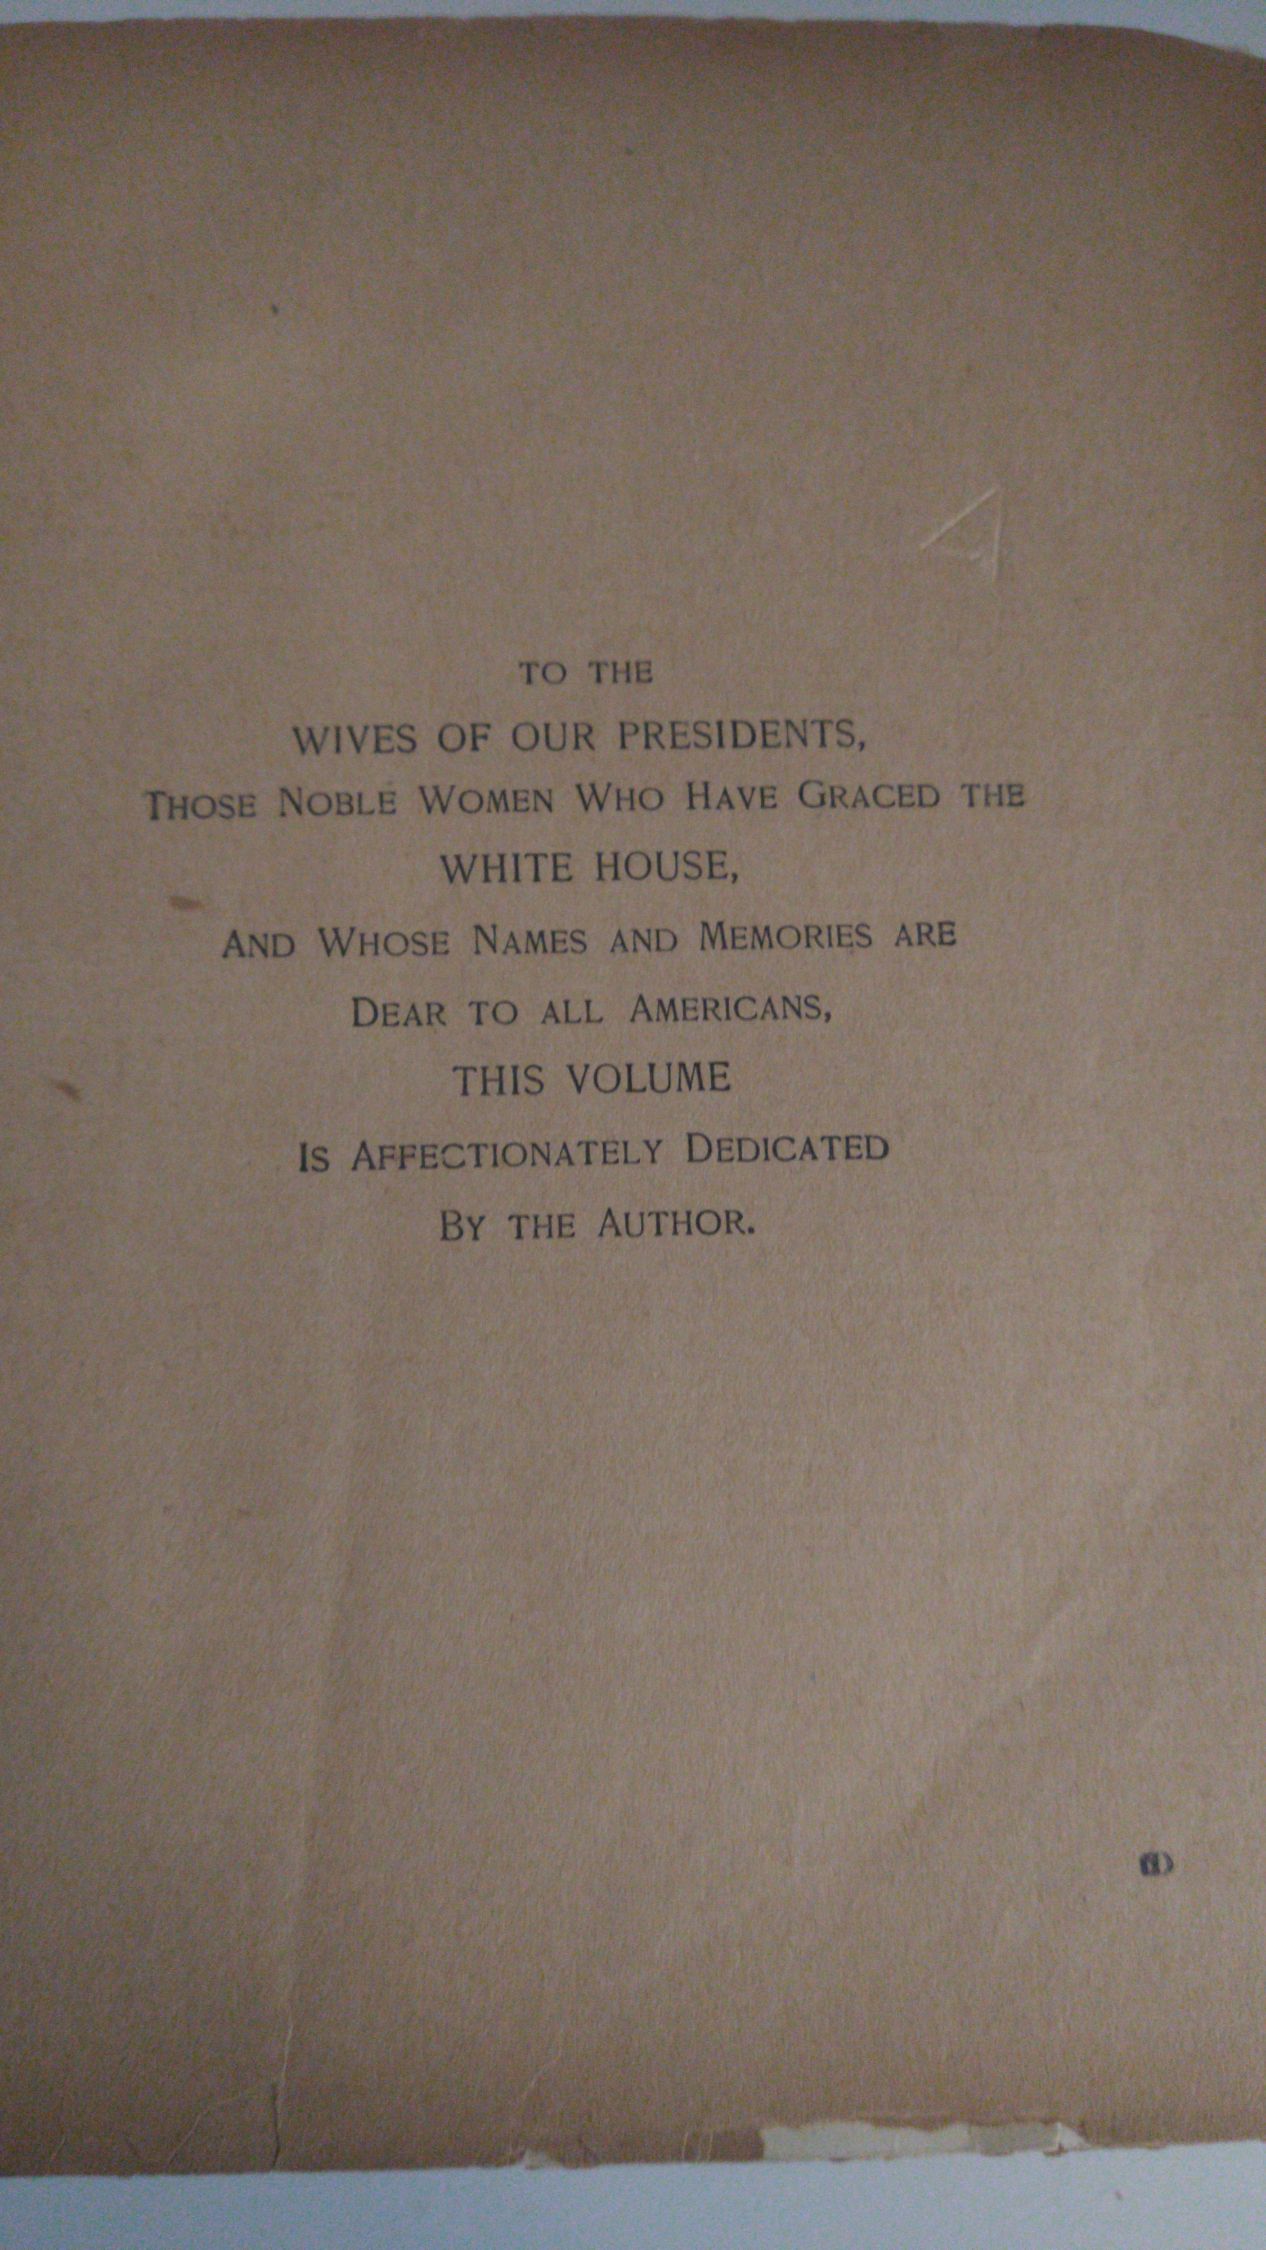 TO THE
WIVES OF OUR PRESIDENTS,
THOSE NOBLE WOMEN WHO HAVE GRACED THE
WHITE HOUSE,
AND WHOSE NAMES AND MEMORIES ARE
DEAR TO ALL AMERICANS,
THIS VOLUME
IS AFFECTIONATELY DEDICATED
BY THE AUTHOR.